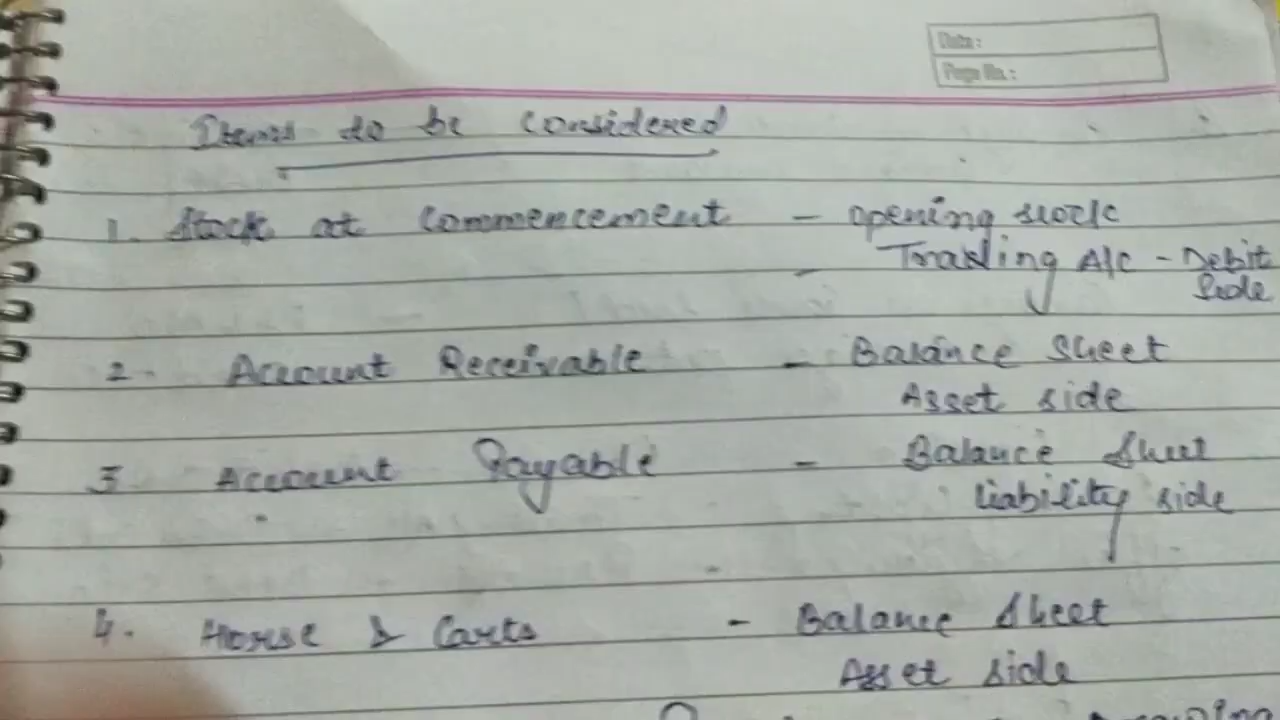 Date :
Page No. :
Items to be considered
1. Stock at Commencement - opening stock
- Trading A/c - Debit
Side
2. Account Receivable - Balance Sheet
Asset side
3 Account Payable - Balance Sheet
liability side
4. Horse & Carts - Balance Sheet
Asset side